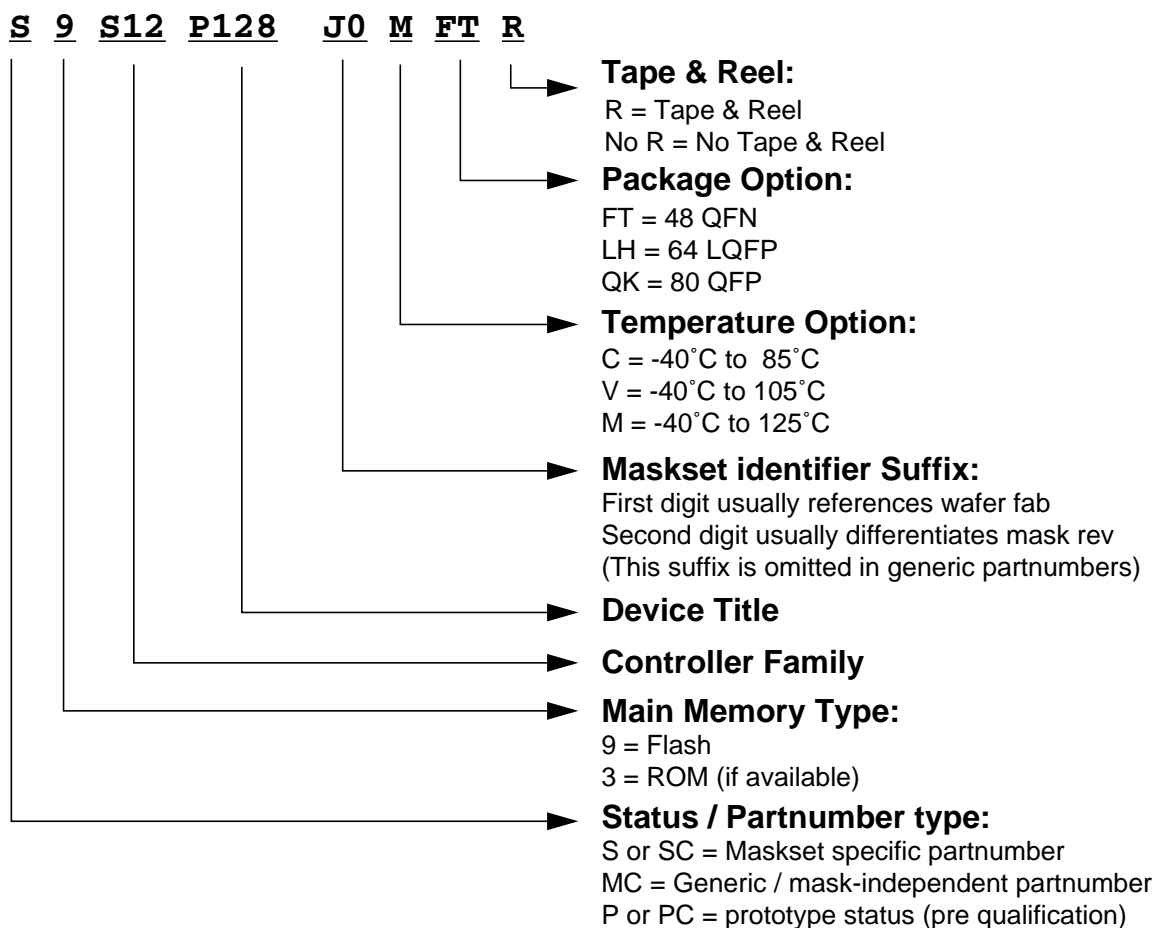 S 9 S12 P128 J0 M FT R
Tape & Reel:
R = Tape & Reel
No R = No Tape & Reel
Package Option:
FT = 48 QFN
LH = 64 LQFP
QK = 80 QFP
Temperature Option:
C = -40˚C to 85˚C
V = -40˚C to 105˚C
M = -40˚C to 125˚C
Maskset identifier Suffix:
First digit usually references wafer fab
Second digit usually differentiates mask rev
(This suffix is omitted in generic partnumbers)
Device Title
Controller Family
Main Memory Type:
9 = Flash
3 = ROM (if available)
Status / Partnumber type:
S or SC = Maskset specific partnumber
MC = Generic / mask-independent partnumber
P or PC = prototype status (pre qualification)